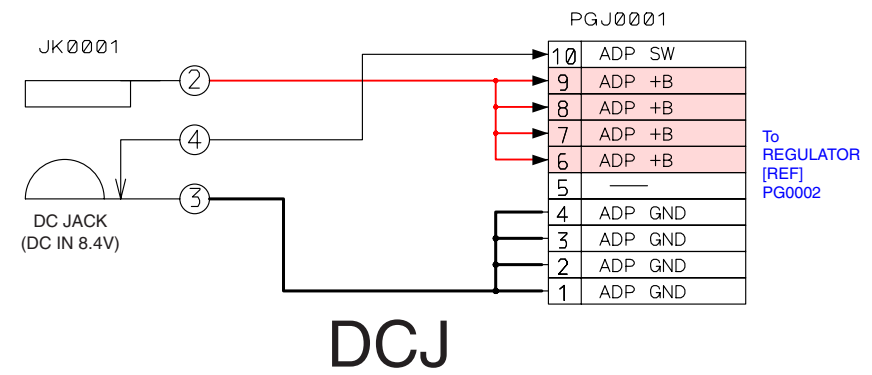 PGJ0001
JK0001
10 ADP SW
2
9 ADP +B
8 ADP +B
4
7 ADP +B
6 ADP +B
To
REGULATOR
[REF]
PG0002
5 —
3
4 ADP GND
3 ADP GND
2 ADP GND
1 ADP GND
DC JACK
(DC IN 8.4V)
DCJ